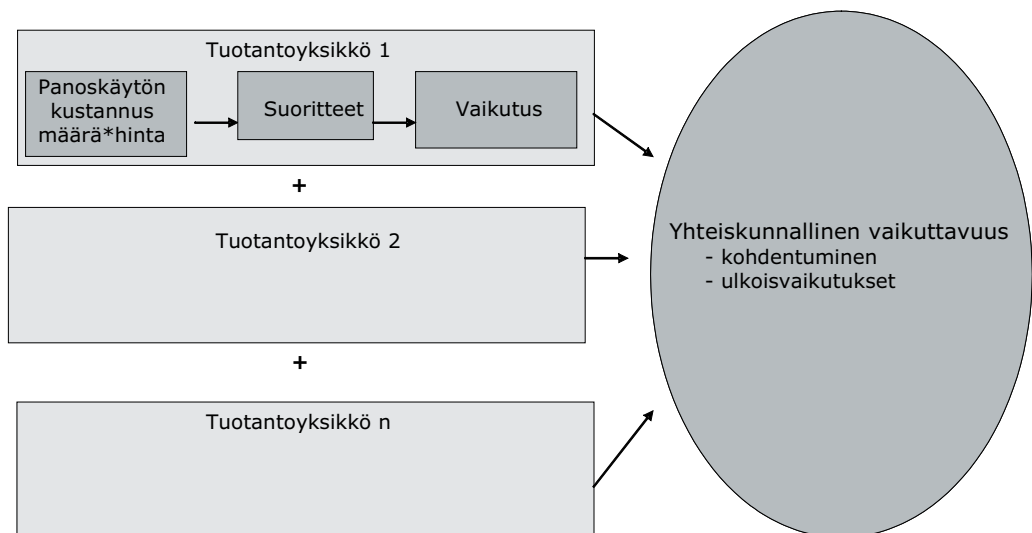 Tuotantoyksikkö 1
Panoskäytön
kustannus
määrä*hinta
Suoritteet
Vaikutus
+
Tuotantoyksikkö 2
+
Tuotantoyksikkö n
Yhteiskunnallinen vaikuttavuus
- kohdentuminen
- ulkoisvaikutukset